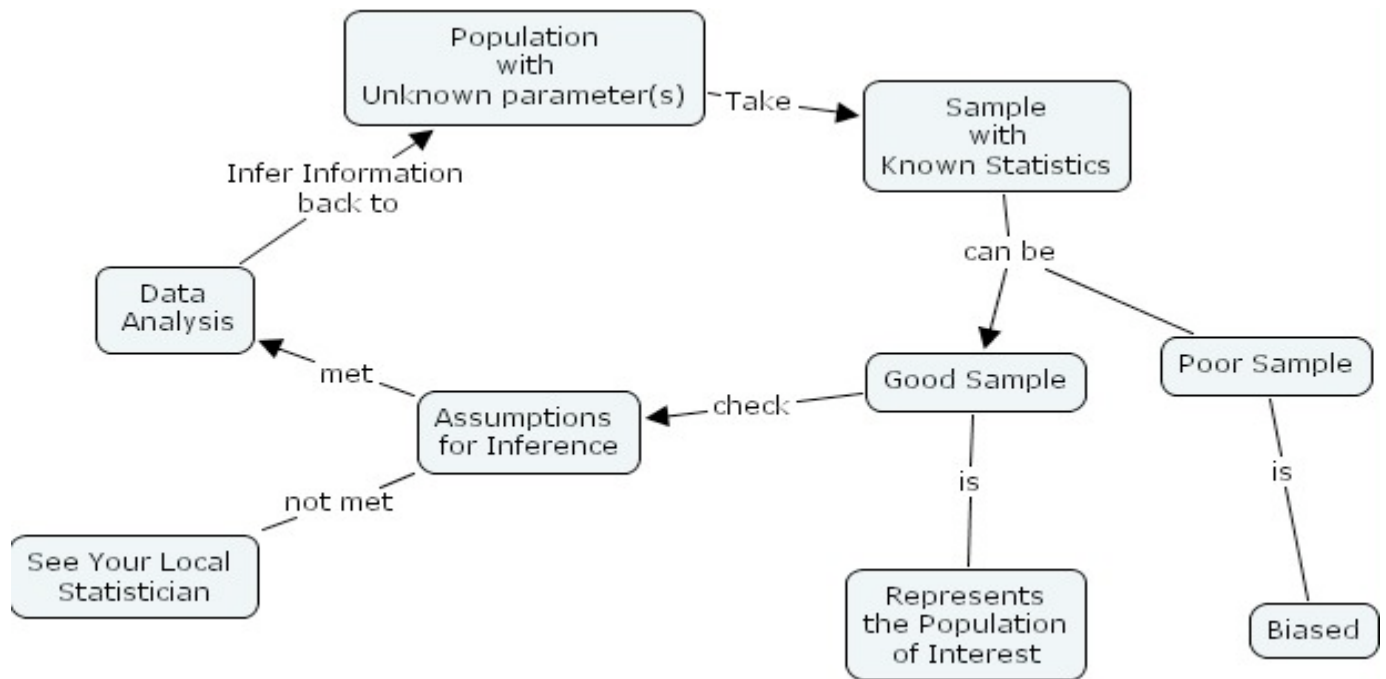 Population
with
Unknown parameter(s)
Take
Sample
with
Known Statistics
can be
Good Sample
Poor Sample
is
is
Represents
the Population
of Interest
Biased
check
Assumptions
for Inference
met
not met
See Your Local
Statistician
Data
Analysis
Infer Information
back to